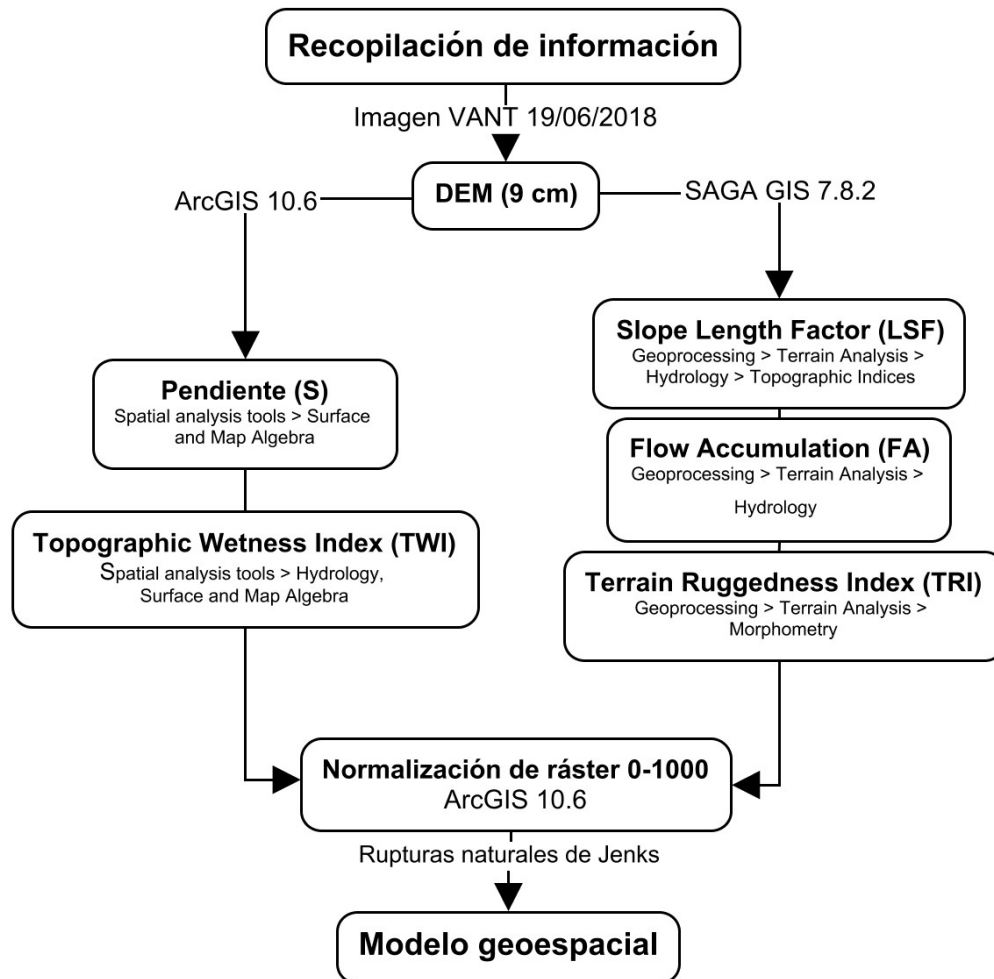 Recopilación de información
Imagen VANT 19/06/2018
DEM (9 cm)
ArcGIS 10.6
SAGA GIS 7.8.2
Pendiente (S)
Spatial analysis tools > Surface
and Map Algebra
Topographic Wetness Index (TWI)
Spatial analysis tools > Hydrology,
Surface and Map Algebra
Slope Length Factor (LSF)
Geoprocessing > Terrain Analysis >
Hydrology > Topographic Indices
Flow Accumulation (FA)
Geoprocessing > Terrain Analysis >
Hydrology
Terrain Ruggedness Index (TRI)
Geoprocessing > Terrain Analysis >
Morphometry
Normalización de ráster 0-1000
ArcGIS 10.6
Rupturas naturales de Jenks
Modelo geoespacial